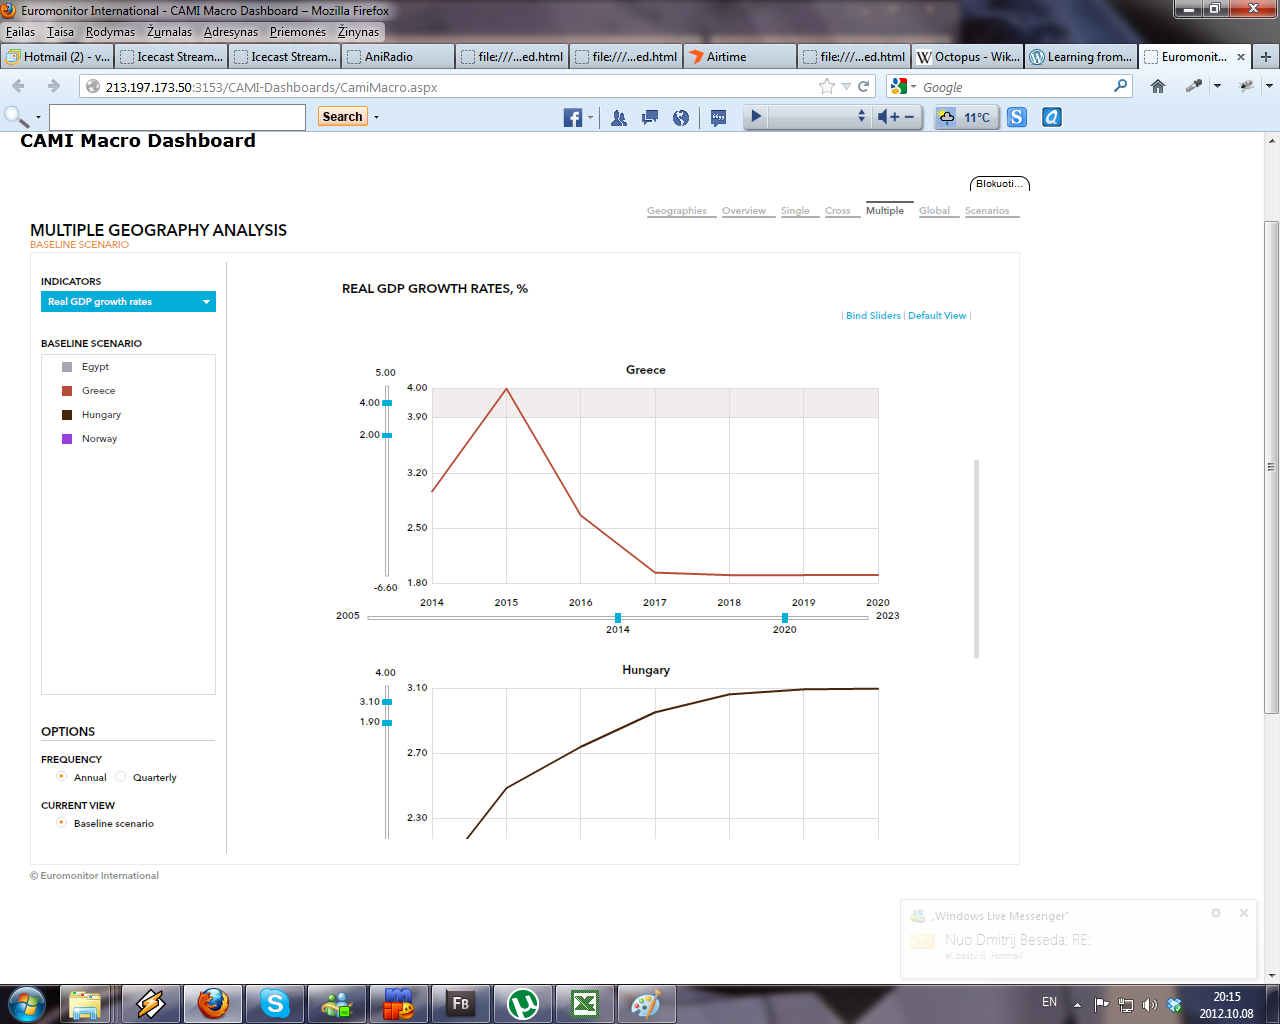 Euromonitor International - CAMI Macro Dashboard – Mozilla Firefox
Failas Taisa Rodymas Žurnalas Adresynas Priemonės Žinynas
Hotmail (2) - v... Icecast Stream... Icecast Stream... AniRadio file:///...ed.html file:///...ed.html Airtime file:///...ed.html Octopus - Wik... Learning from... Euromonit...
213.197.173.50:3153/CAMI-Dashboards/CamiMacro.aspx Google
Search 11°C
CAMI Macro Dashboard
Blokuoti...
Geographies Overview Single Cross Multiple Global Scenarios
MULTIPLE GEOGRAPHY ANALYSIS
BASELINE SCENARIO
INDICATORS
Real GDP growth rates
BASELINE SCENARIO
Egypt
Greece
Hungary
Norway
OPTIONS
FREQUENCY
Annual Quarterly
CURRENT VIEW
Baseline scenario
REAL GDP GROWTH RATES, %
| Bind Sliders | Default View |
Greece
5.00
4.00
2.00
-6.60
4.00
3.90
3.20
2.50
1.80
2014 2015 2016 2017 2018 2019 2020
2005 2023
2014 2020
Hungary
4.00
3.10
1.90
3.10
2.70
2.30
© Euromonitor International
„Windows Live Messenger“
Nuo Dmitrij Beseda: RE:
el. paštu iš „Hotmail“
FB
EN
20:15
2012.10.08